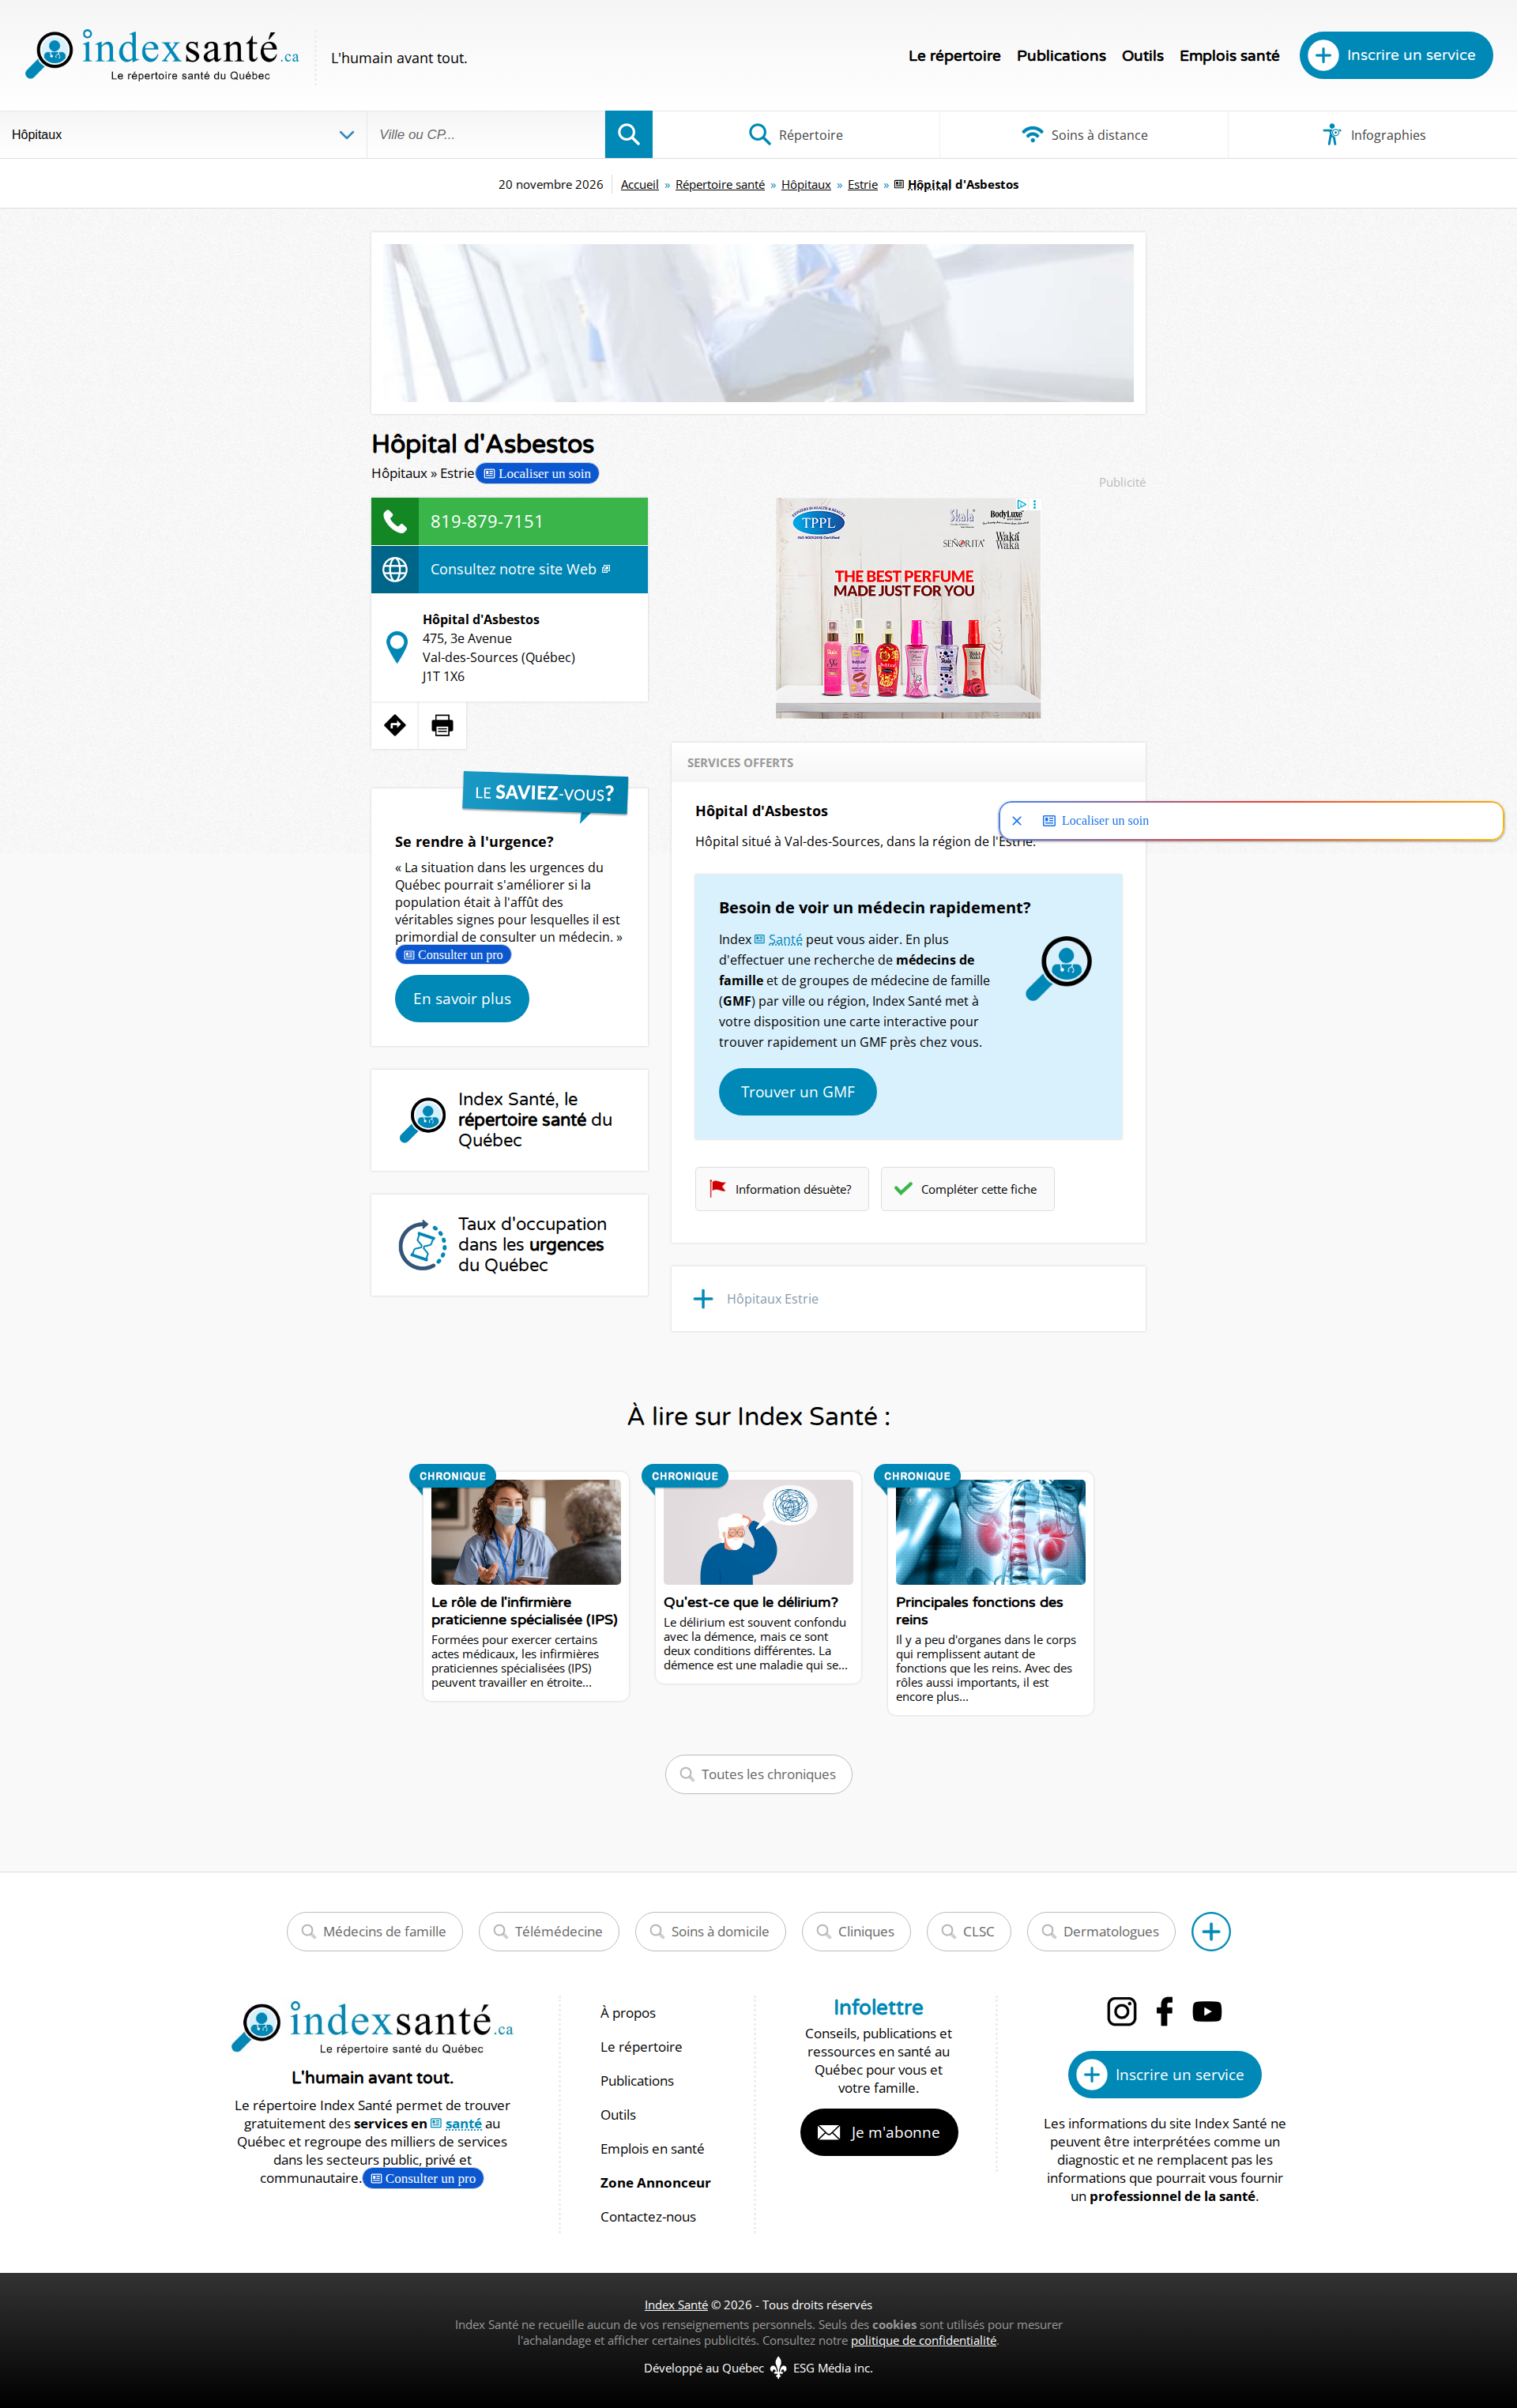 indexsanté.ca
Le répertoire santé du Québec
L'humain avant tout.
Le répertoire Publications Outils Emplois santé Inscrire un service
Hôpitaux Ville ou CP... Répertoire Soins à distance Infographies
20 novembre 2026 Accueil » Répertoire santé » Hôpitaux » Estrie » Hôpital d'Asbestos
Hôpital d'Asbestos
Hôpitaux » Estrie Localiser un soin
Publicité
819-879-7151
Consultez notre site Web
Hôpital d'Asbestos
475, 3e Avenue
Val-des-Sources (Québec)
J1T 1X6
TPPL
Skala
BodyLuxe
SEÑORITA
Waka
Waka
THE BEST PERFUME
MADE JUST FOR YOU
LE SAVIEZ-VOUS?
Se rendre à l'urgence?
« La situation dans les urgences du
Québec pourrait s'améliorer si la
population était à l'affût des
véritables signes pour lesquelles il est
primordial de consulter un médecin. »
Consulter un pro
En savoir plus
Index Santé, le
répertoire santé du
Québec
Taux d'occupation
dans les urgences
du Québec
SERVICES OFFERTS
Hôpital d'Asbestos
Hôpital situé à Val-des-Sources, dans la région de l'Estrie.
Localiser un soin
Besoin de voir un médecin rapidement?
Index Santé peut vous aider. En plus
d'effectuer une recherche de médecins de
famille et de groupes de médecine de famille
(GMF) par ville ou région, Index Santé met à
votre disposition une carte interactive pour
trouver rapidement un GMF près chez vous.
Trouver un GMF
Information désuète? Compléter cette fiche
Hôpitaux Estrie
À lire sur Index Santé :
CHRONIQUE
Le rôle de l'infirmière
praticienne spécialisée (IPS)
Formées pour exercer certains
actes médicaux, les infirmières
praticiennes spécialisées (IPS)
peuvent travailler en étroite...
CHRONIQUE
Qu'est-ce que le délirium?
Le délirium est souvent confondu
avec la démence, mais ce sont
deux conditions différentes. La
démence est une maladie qui se...
CHRONIQUE
Principales fonctions des
reins
Il y a peu d'organes dans le corps
qui remplissent autant de
fonctions que les reins. Avec des
rôles aussi importants, il est
encore plus...
Toutes les chroniques
Médecins de famille Télémédecine Soins à domicile Cliniques CLSC Dermatologues
indexsanté.ca
Le répertoire santé du Québec
L'humain avant tout.
Le répertoire Index Santé permet de trouver
gratuitement des services en santé au
Québec et regroupe des milliers de services
dans les secteurs public, privé et
communautaire. Consulter un pro
À propos
Le répertoire
Publications
Outils
Emplois en santé
Zone Annonceur
Contactez-nous
Infolettre
Conseils, publications et
ressources en santé au
Québec pour vous et
votre famille.
Je m'abonne
Inscrire un service
Les informations du site Index Santé ne
peuvent être interprétées comme un
diagnostic et ne remplacent pas les
informations que pourrait vous fournir
un professionnel de la santé.
Index Santé © 2026 - Tous droits réservés
Index Santé ne recueille aucun de vos renseignements personnels. Seuls des cookies sont utilisés pour mesurer
l'achalandage et afficher certaines publicités. Consultez notre politique de confidentialité.
Développé au Québec ESG Média inc.